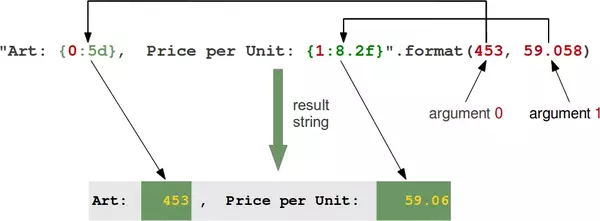 "Art: {0:5d},  Price per Unit: {1:8.2f}".format(453, 59.058)
argument 0 argument 1
result
string
Art:   453 ,  Price per Unit:    59.06